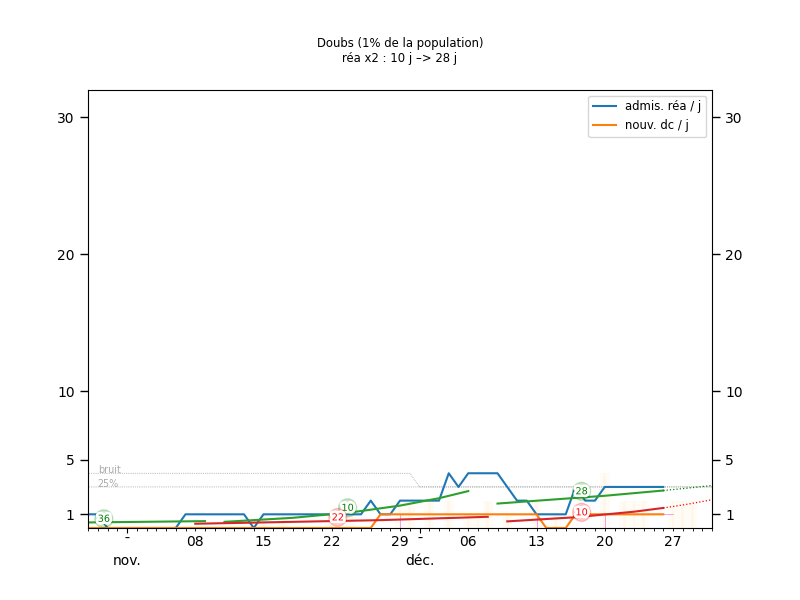 Doubs (1% de la population)
réa x2 : 10 j –> 28 j
admis. réa / j
nouv. dc / j
30 30
20 20
10 10
5 5
1 1
bruit
25%
36
10
22
28
10
- 08 15 22 29 - 06 13 20 27
nov. déc.